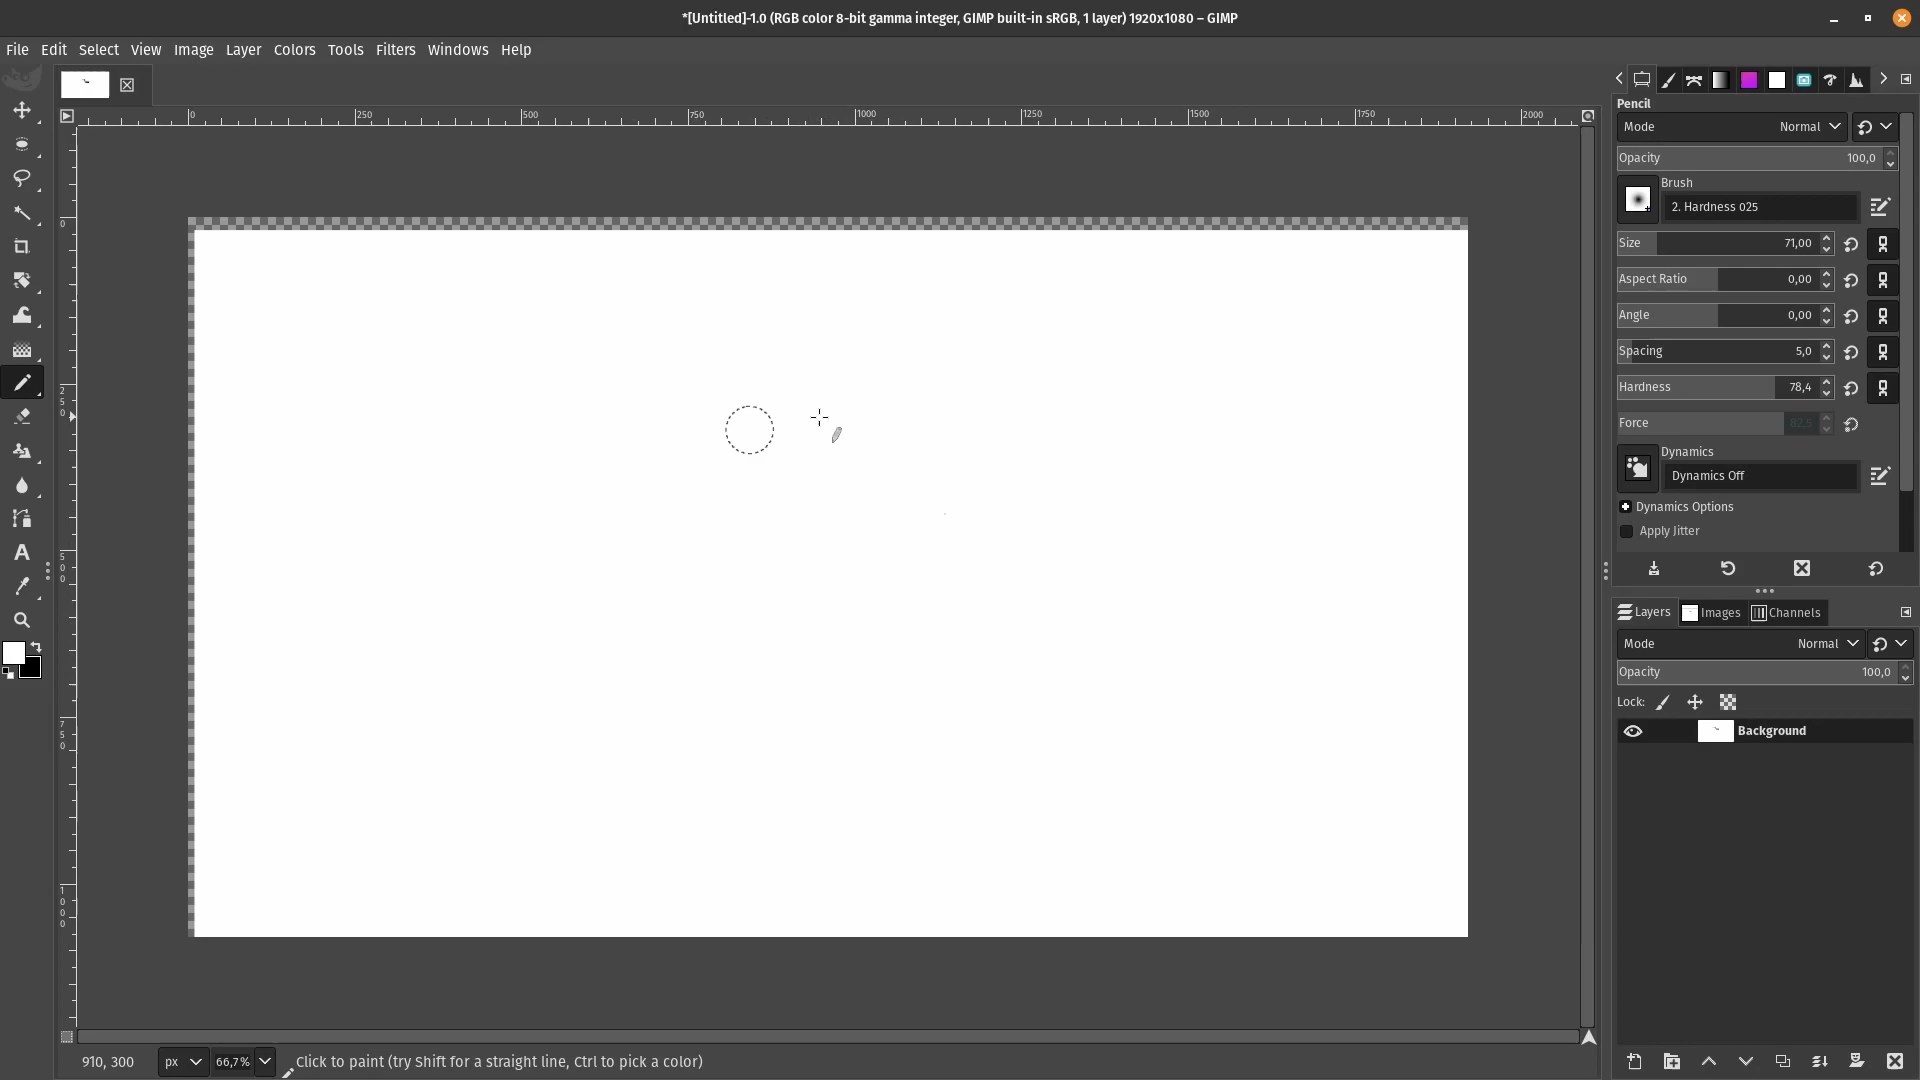 *[Untitled]-1.0 (RGB color 8-bit gamma integer, GIMP built-in sRGB, 1 layer) 1920x1080 – GIMP
File Edit Select View Image Layer Colors Tools Filters Windows Help
0 250 500 750 1000 1250 1500 1750 2000
Pencil
Mode Normal
Opacity 100,0
Brush
2. Hardness 025
Size 71,00
Aspect Ratio 0,00
Angle 0,00
Spacing 5,0
Hardness 78,4
Force
Dynamics
Dynamics Off
Dynamics Options
Apply Jitter
Layers Images Channels
Mode Normal
Opacity 100,0
Lock:
Background
0
250
500
750
1000
910, 300 px 66,7% Click to paint (try Shift for a straight line, Ctrl to pick a color)